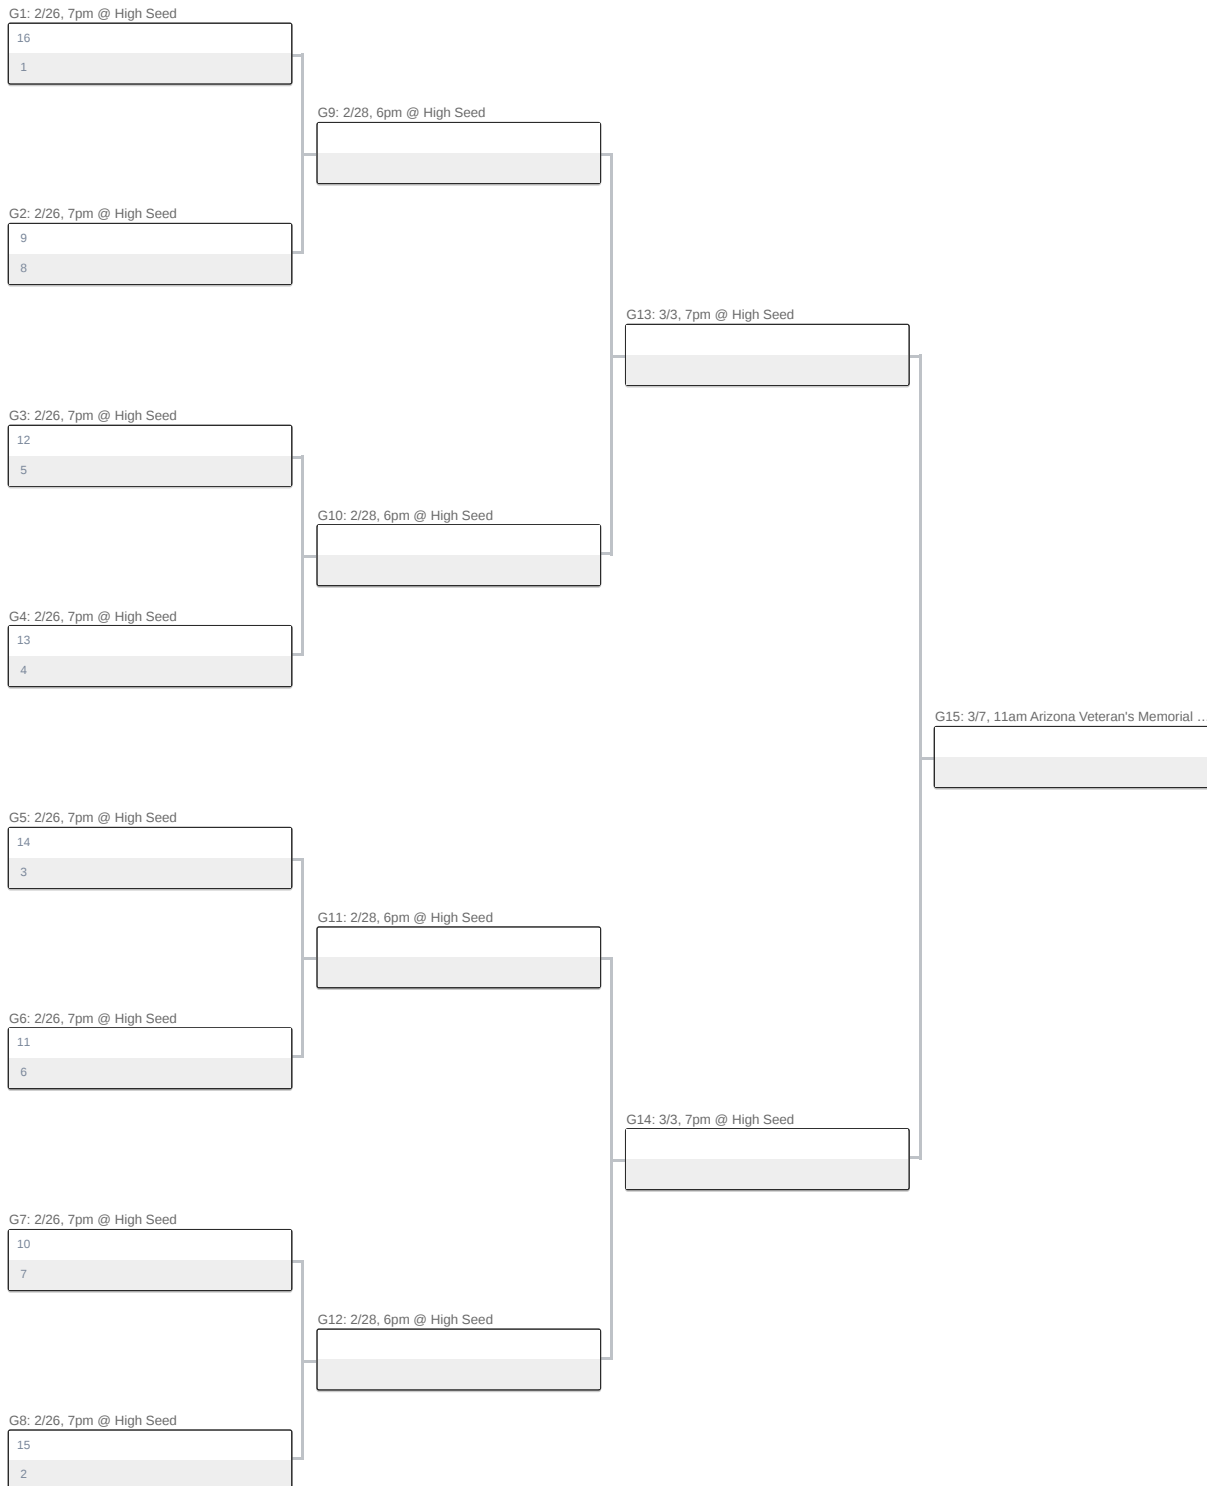 G1: 2/26, 7pm @ High Seed
16
1
G9: 2/28, 6pm @ High Seed
G2: 2/26, 7pm @ High Seed
9
8
G13: 3/3, 7pm @ High Seed
G3: 2/26, 7pm @ High Seed
12
5
G10: 2/28, 6pm @ High Seed
G4: 2/26, 7pm @ High Seed
13
4
G15: 3/7, 11am Arizona Veteran's Memorial ...
G5: 2/26, 7pm @ High Seed
14
3
G11: 2/28, 6pm @ High Seed
G6: 2/26, 7pm @ High Seed
11
6
G14: 3/3, 7pm @ High Seed
G7: 2/26, 7pm @ High Seed
10
7
G12: 2/28, 6pm @ High Seed
G8: 2/26, 7pm @ High Seed
15
2